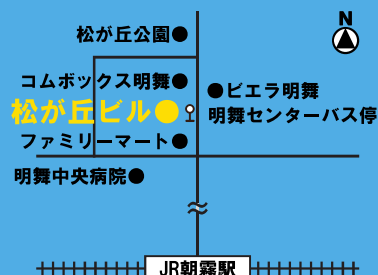 N
松が丘公園●
コムボックス明舞●
●ビエラ明舞
松が丘ビル●
明舞センターバス停
ファミリーマート●
明舞中央病院●
JR朝霧駅